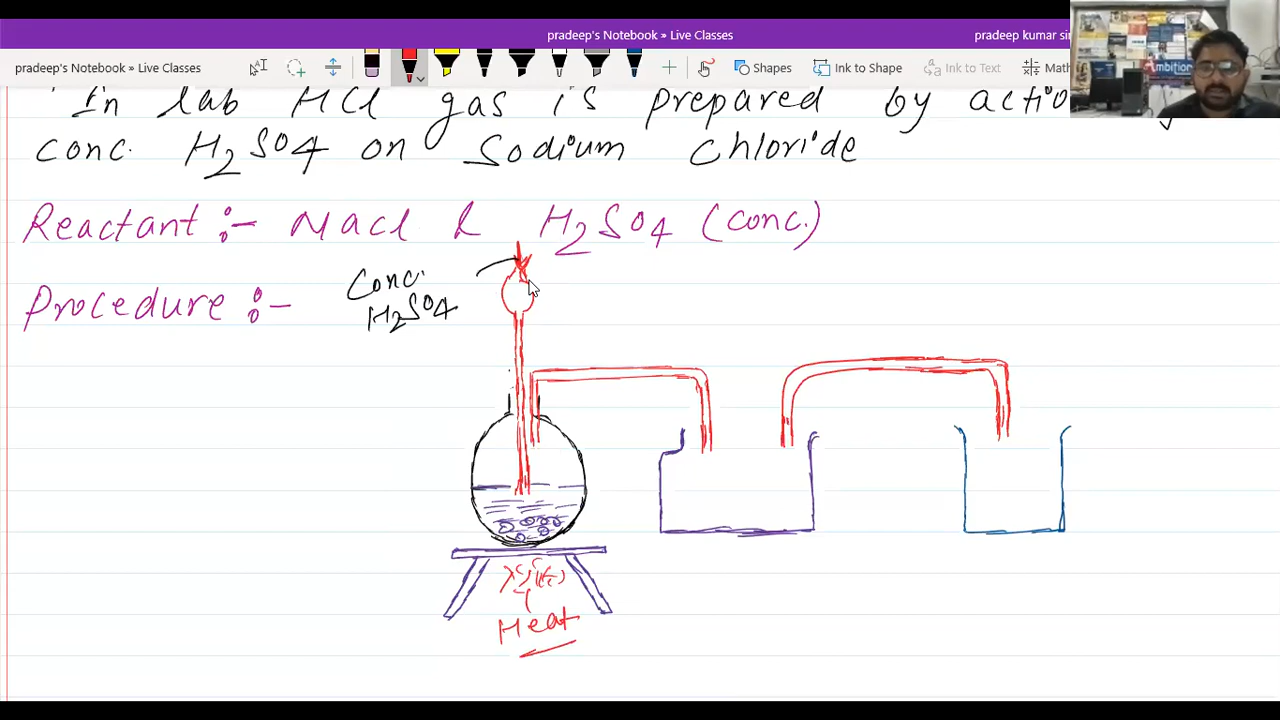 pradeep's Notebook » Live Classes
pradeep kumar sin
pradeep's Notebook » Live Classes
Shapes
Ink to Shape
Ink to Text
Math
Ambition
In lab HCl gas is prepared by actio
conc. H2SO4 on Sodium chloride
Reactant :- NaCl & H2SO4 (conc.)
Procedure :-
Conc.
H2SO4
Heat